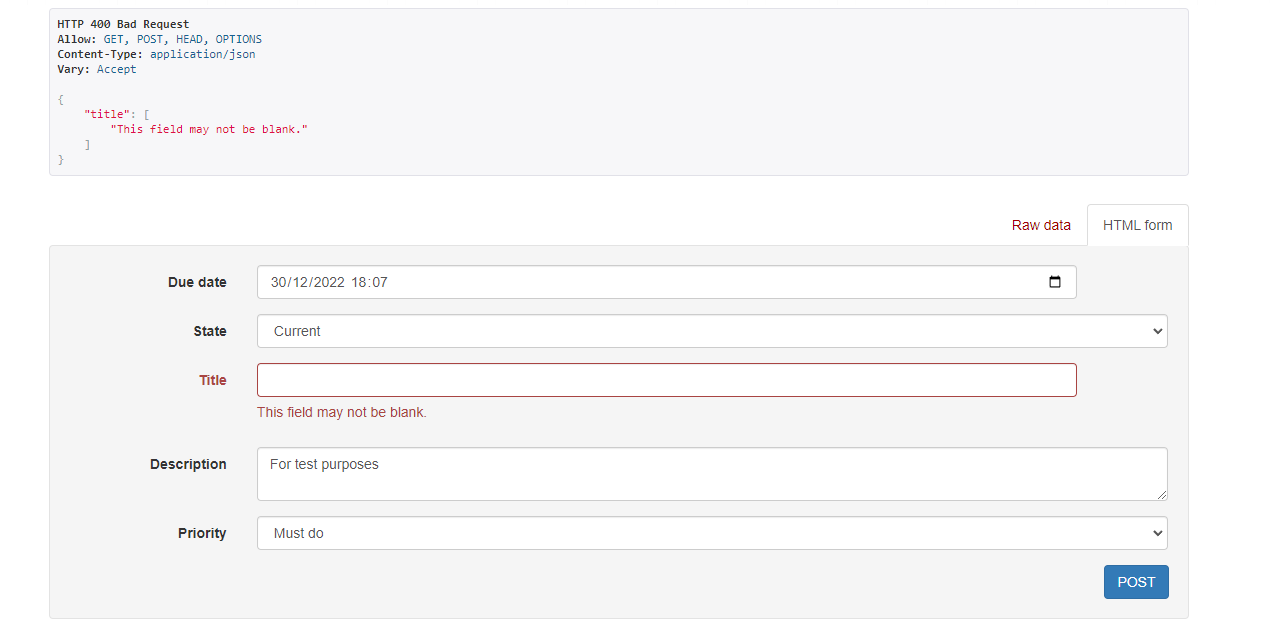 HTTP 400 Bad Request
Allow: GET, POST, HEAD, OPTIONS
Content-Type: application/json
Vary: Accept
{
"title": [
"This field may not be blank."
]
}
Raw data
HTML form
Due date
30/12/2022 18:07
State
Current
Title
This field may not be blank.
Description
For test purposes
Priority
Must do
POST